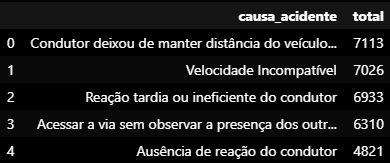 causa_acidente total
0 Condutor deixou de manter distância do veículo... 7113
1 Velocidade Incompatível 7026
2 Reação tardia ou ineficiente do condutor 6933
3 Acessar a via sem observar a presença dos outr... 6310
4 Ausência de reação do condutor 4821